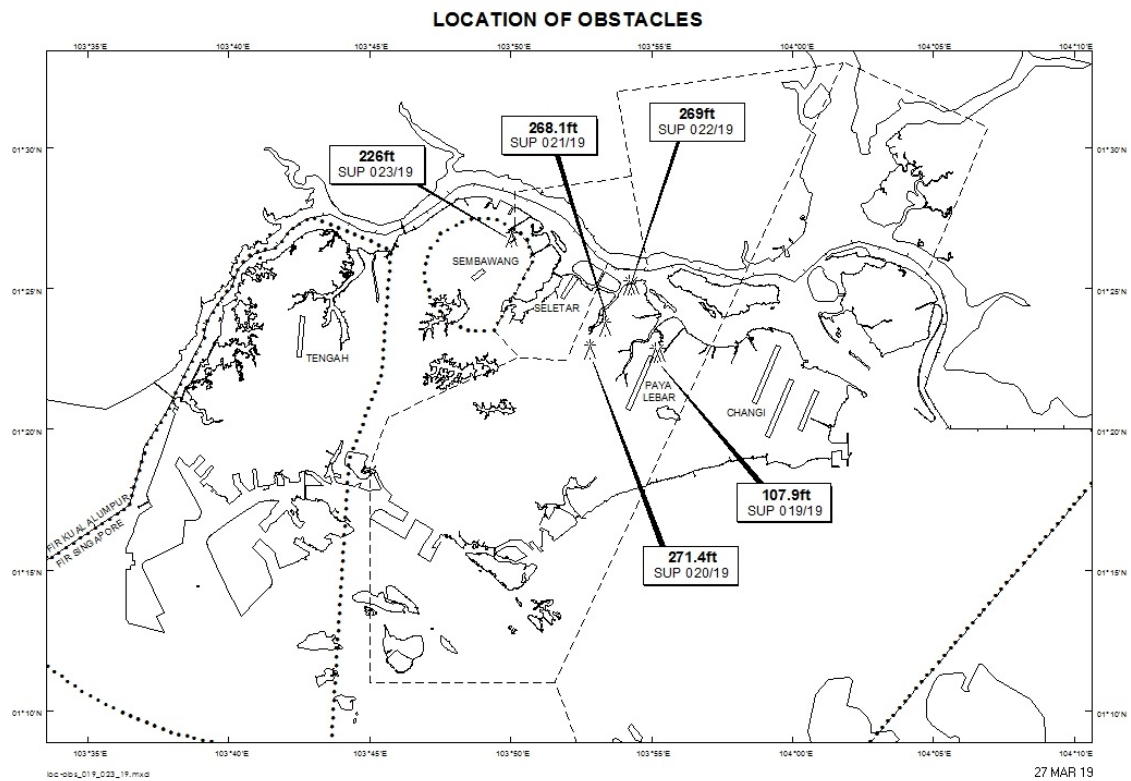 LOCATION OF OBSTACLES
103°35'E 103°40'E 103°45'E 103°50'E 103°55'E 104°00'E 104°05'E 104°10'E
269ft
SUP 022/19
268.1ft
SUP 021/19
226ft
SUP 023/19
01°30'N 01°30'N
SEMBAWANG
01°25'N 01°25'N
SELETAR
TENGAH
PAYA
LEBAR
CHANGI
01°20'N 01°20'N
107.9ft
SUP 019/19
FIR KUALALUMPUR
FIR SINGAPORE
271.4ft
SUP 020/19
01°15'N 01°15'N
01°10'N 01°10'N
103°35'E 103°40'E 103°45'E 103°50'E 103°55'E 104°00'E 104°05'E 104°10'E
loc-obs_019_023_19.mxd
27 MAR 19